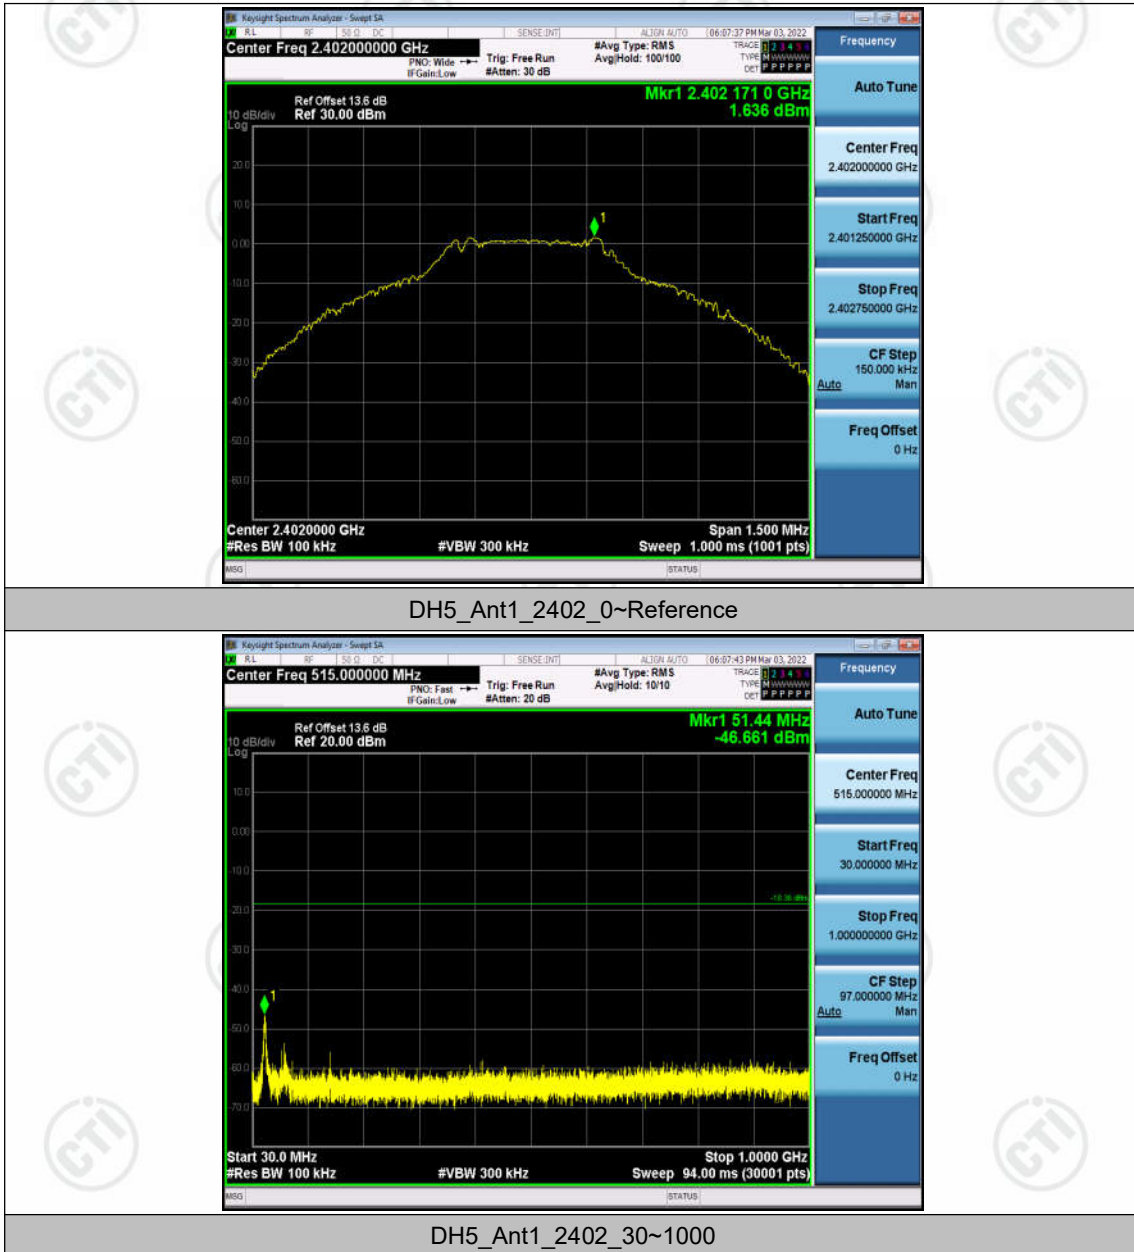 Keysight Spectrum Analyzer - Swept SA
RL RF 50 Ω DC SENSE:INT ALIGN AUTO 06:07:37 PM Mar 03, 2022
Center Freq 2.402000000 GHz
PNO: Wide
IFGain:Low
Trig: Free Run
#Atten: 30 dB
#Avg Type: RMS
Avg|Hold: 100/100
TRACE 1 2 3 4 5 6
TYPE M WWWWW
DET P P P P P P
Ref Offset 13.6 dB
10 dB/div Ref 30.00 dBm
Log
Mkr1 2.402 171 0 GHz
1.636 dBm
20.0
10.0
0.00
-10.0
-20.0
-30.0
-40.0
-50.0
-60.0
1
Center 2.4020000 GHz Span 1.500 MHz
#Res BW 100 kHz #VBW 300 kHz Sweep 1.000 ms (1001 pts)
MSG STATUS
Frequency
Auto Tune
Center Freq
2.402000000 GHz
Start Freq
2.401250000 GHz
Stop Freq
2.402750000 GHz
CF Step
150.000 kHz
Auto Man
Freq Offset
0 Hz
DH5_Ant1_2402_0~Reference
Keysight Spectrum Analyzer - Swept SA
RL RF 50 Ω DC SENSE:INT ALIGN AUTO 06:07:43 PM Mar 03, 2022
Center Freq 515.000000 MHz
PNO: Fast
IFGain:Low
Trig: Free Run
#Atten: 20 dB
#Avg Type: RMS
Avg|Hold: 10/10
TRACE 1 2 3 4 5 6
TYPE M WWWWW
DET P P P P P P
Ref Offset 13.6 dB
10 dB/div Ref 20.00 dBm
Log
Mkr1 51.44 MHz
-46.661 dBm
10.0
0.00
-10.0
-20.0
-30.0
-40.0
-50.0
-60.0
-70.0
-18.36 dBm
1
Start 30.0 MHz Stop 1.0000 GHz
#Res BW 100 kHz #VBW 300 kHz Sweep 94.00 ms (30001 pts)
MSG STATUS
Frequency
Auto Tune
Center Freq
515.000000 MHz
Start Freq
30.000000 MHz
Stop Freq
1.000000000 GHz
CF Step
97.000000 MHz
Auto Man
Freq Offset
0 Hz
DH5_Ant1_2402_30~1000
CTI
CTI
CTI
CTI
CTI
CTI